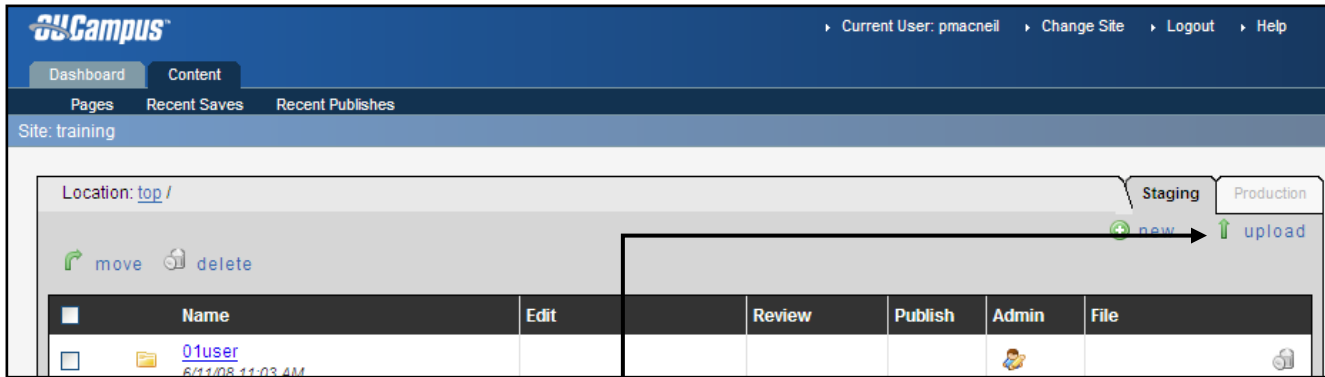 OUCampus™ Current User: pmacneil Change Site Logout Help
Dashboard Content
Pages Recent Saves Recent Publishes
Site: training
Location: top / Staging Production
new upload
move delete
Name Edit Review Publish Admin File
01user
6/11/08 11:03 AM